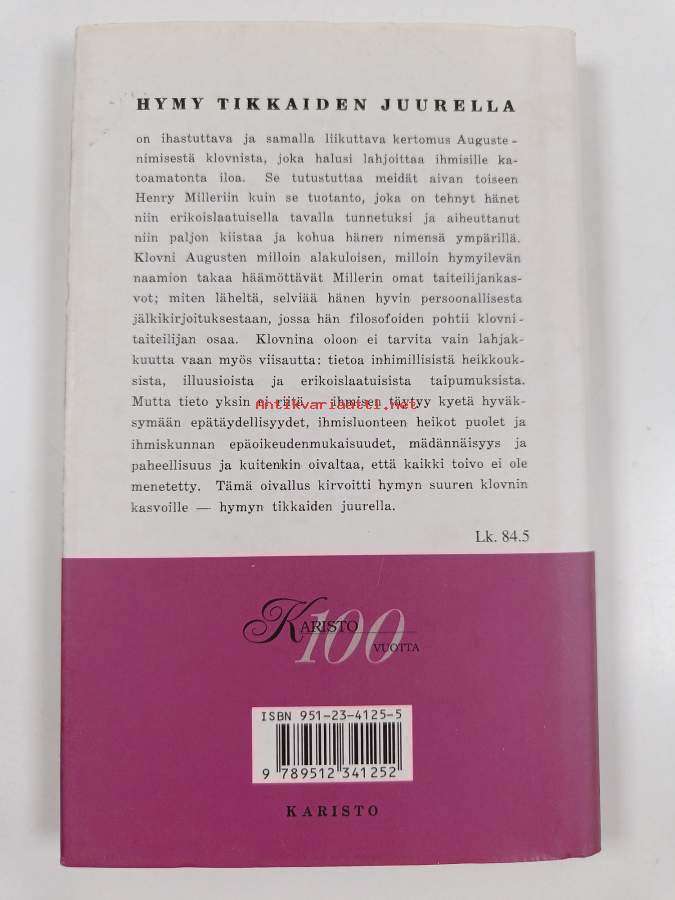 HYMY TIKKAIDEN JUURELLA
on ihastuttava ja samalla liikuttava kertomus Auguste-
nimisestä klovnista, joka halusi lahjoittaa ihmisille ka-
toamatonta iloa. Se tutustuttaa meidät aivan toiseen
Henry Milleriin kuin se tuotanto, joka on tehnyt hänet
niin erikoislaatuisella tavalla tunnetuksi ja aiheuttanut
niin paljon kiistaa ja kohua hänen nimensä ympärillä.
Klovni Augusten milloin alakuloisen, milloin hymyilevän
naamion takaa häämöttävät Millerin omat taiteilijankas-
vot; miten läheltä, selviää hänen hyvin persoonallisesta
jälkikirjoituksestaan, jossa hän filosofoiden pohtii klovni-
taiteilijan osaa. Klovnina oloon ei tarvita vain lahjak-
kuutta vaan myös viisautta: tietoa inhimillisistä heikkouk-
sista, illuusioista ja erikoislaatuisista taipumuksista.
Mutta tieto yksin ei riitä — ihmisen täytyy kyetä hyväk-
Antikvariaatti.net
symään epätäydellisyydet, ihmisluonteen heikot puolet ja
ihmiskunnan epäoikeudenmukaisuudet, mädännäisyys ja
paheellisuus ja kuitenkin oivaltaa, että kaikki toivo ei ole
menetetty. Tämä oivallus kirvoitti hymyn suuren klovnin
kasvoille — hymyn tikkaiden juurella.
Lk. 84.5
KARISTO
100
VUOTTA
ISBN 951-23-4125-5
9 789512 341252
KARISTO